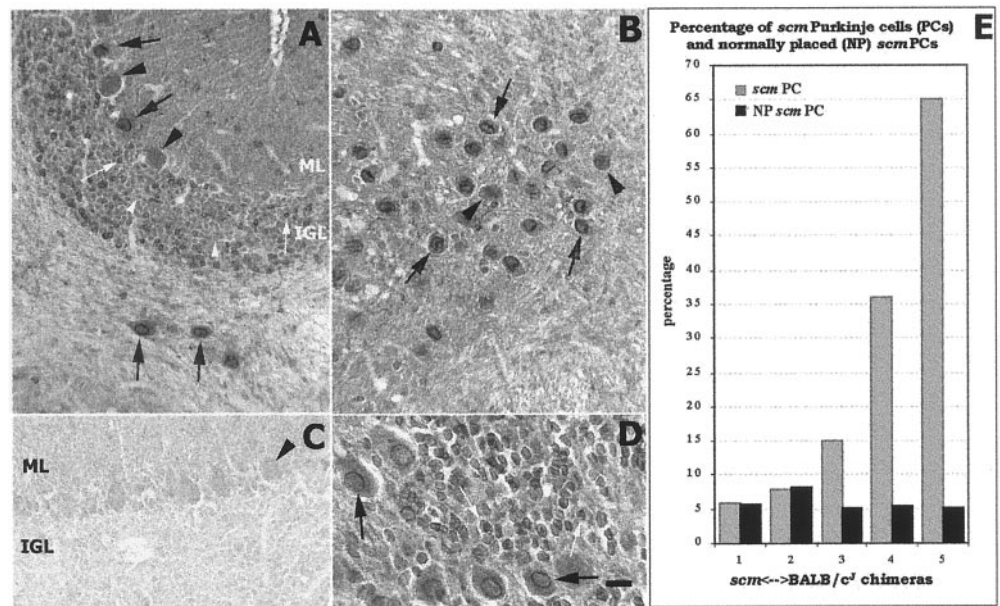 A
ML
IGL
B
C
ML
IGL
D
E
Percentage of scm Purkinje cells (PCs)
and normally placed (NP) scm PCs
scm PC
NP scm PC
65
60
55
50
45
40
35
30
25
20
15
10
5
0
percentage
1 2 3 4 5
scm<-->BALB/cJ chimeras